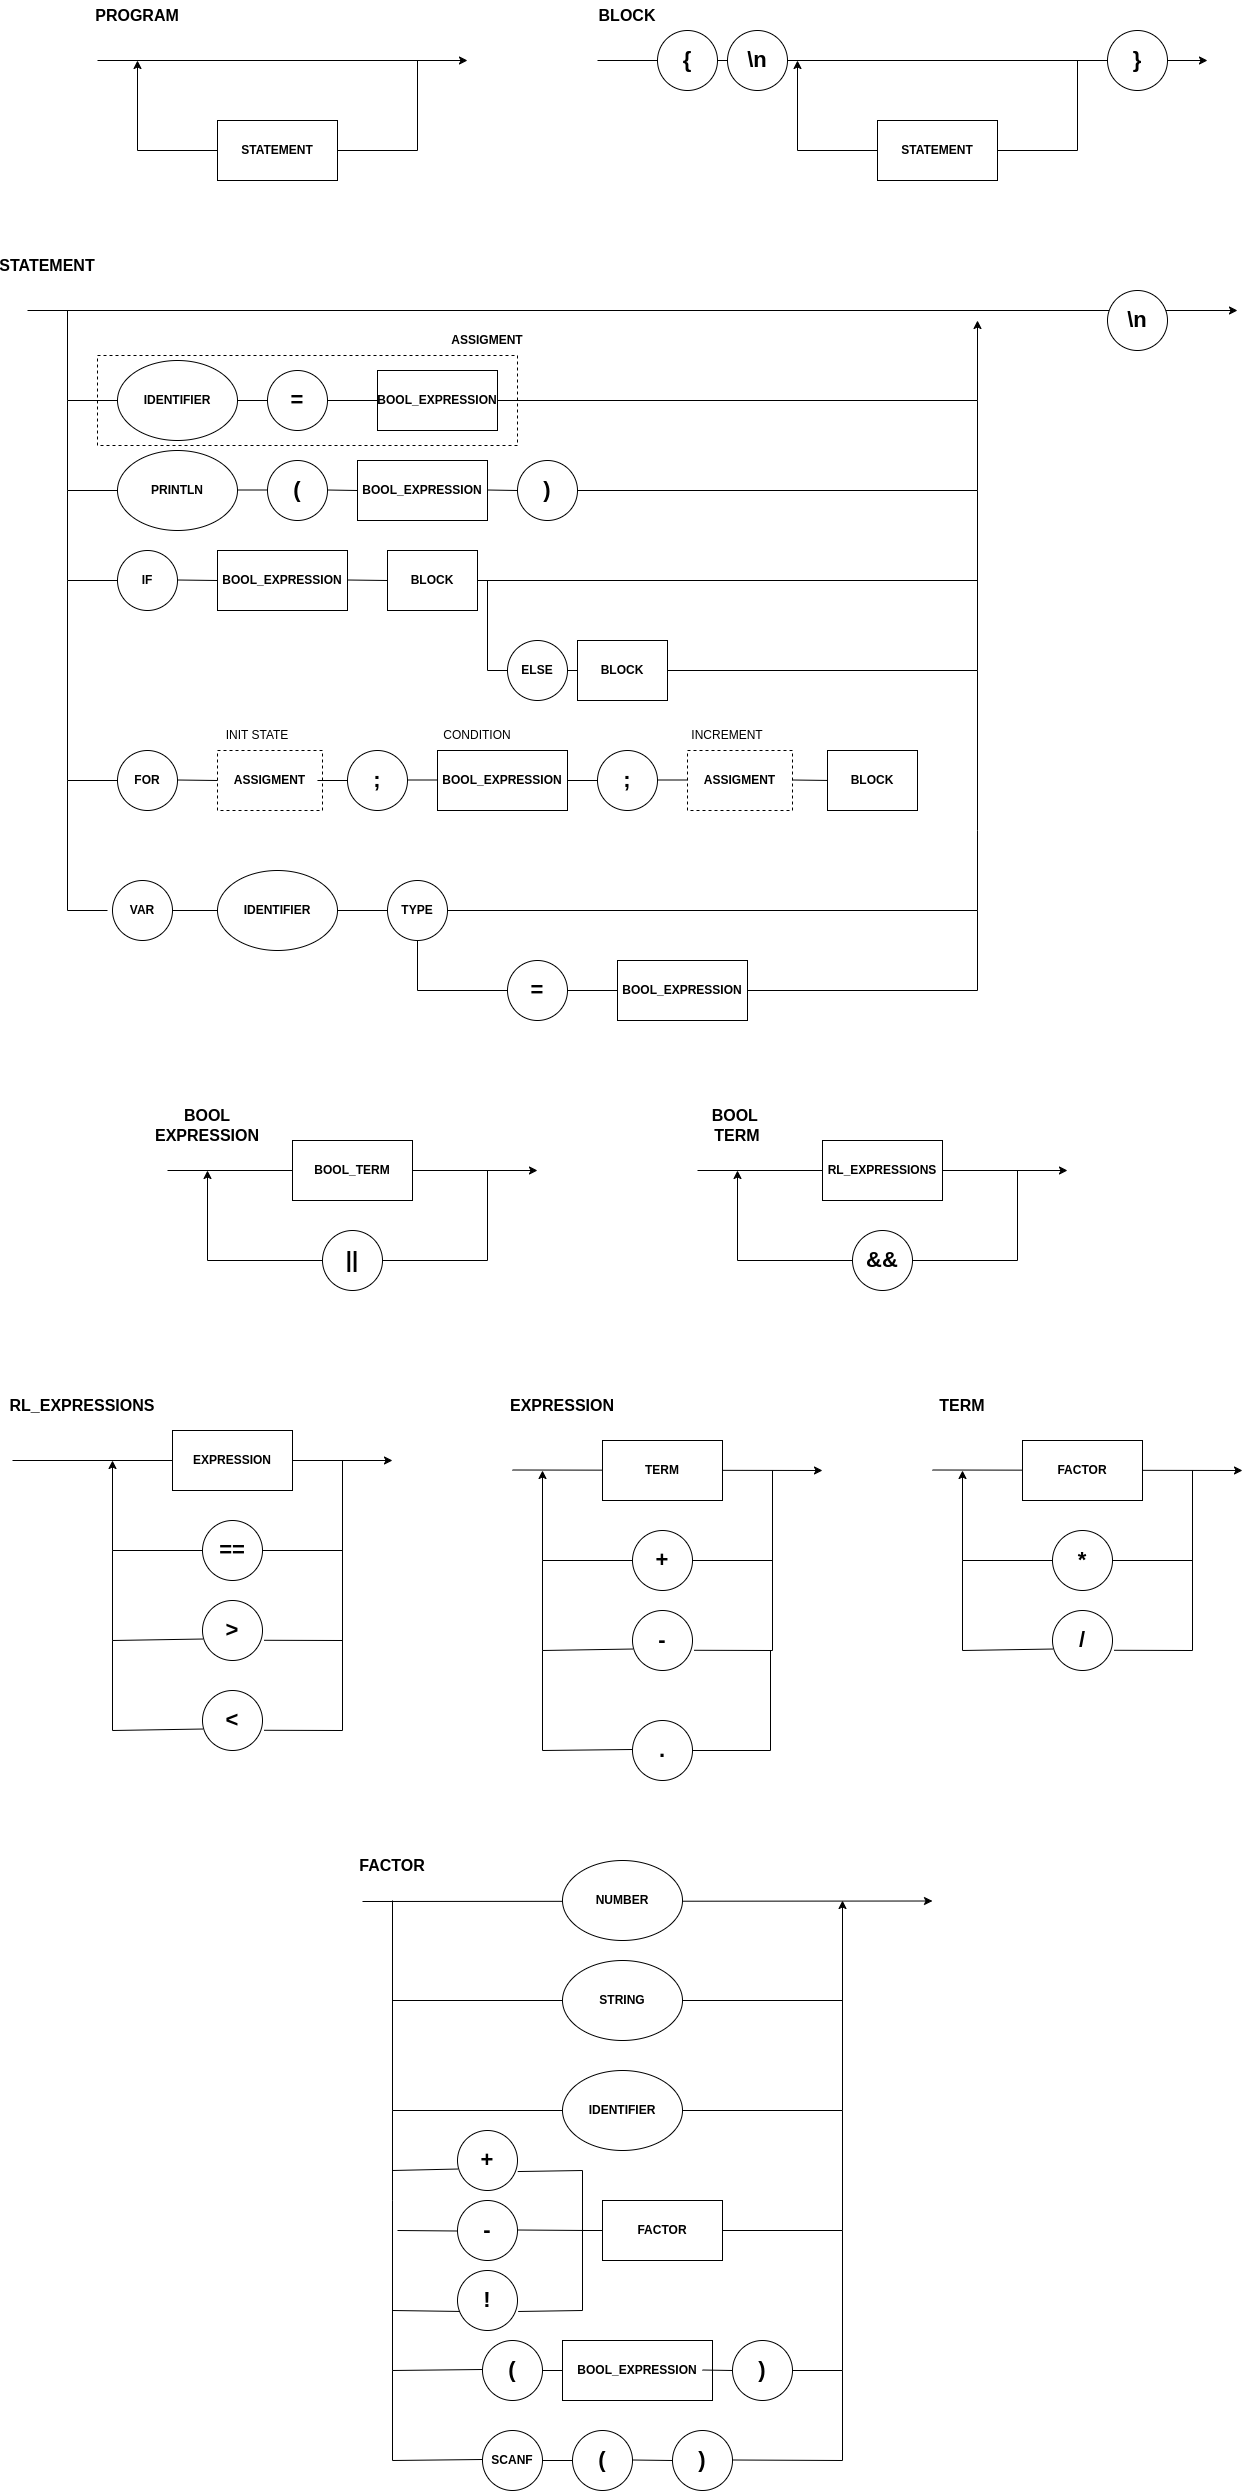 PROGRAM
BLOCK
{
\n
}
STATEMENT
STATEMENT
STATEMENT
\n
ASSIGMENT
IDENTIFIER
=
BOOL_EXPRESSION
PRINTLN
(
BOOL_EXPRESSION
)
IF
BOOL_EXPRESSION
BLOCK
ELSE
BLOCK
INIT STATE
CONDITION
INCREMENT
FOR
ASSIGMENT
;
BOOL_EXPRESSION
;
ASSIGMENT
BLOCK
VAR
IDENTIFIER
TYPE
=
BOOL_EXPRESSION
BOOL
EXPRESSION
BOOL_TERM
||
BOOL
TERM
RL_EXPRESSIONS
&&
RL_EXPRESSIONS
EXPRESSION
==
>
<
EXPRESSION
TERM
+
-
.
TERM
FACTOR
*
/
FACTOR
NUMBER
STRING
IDENTIFIER
+
-
FACTOR
!
(
BOOL_EXPRESSION
)
SCANF
(
)